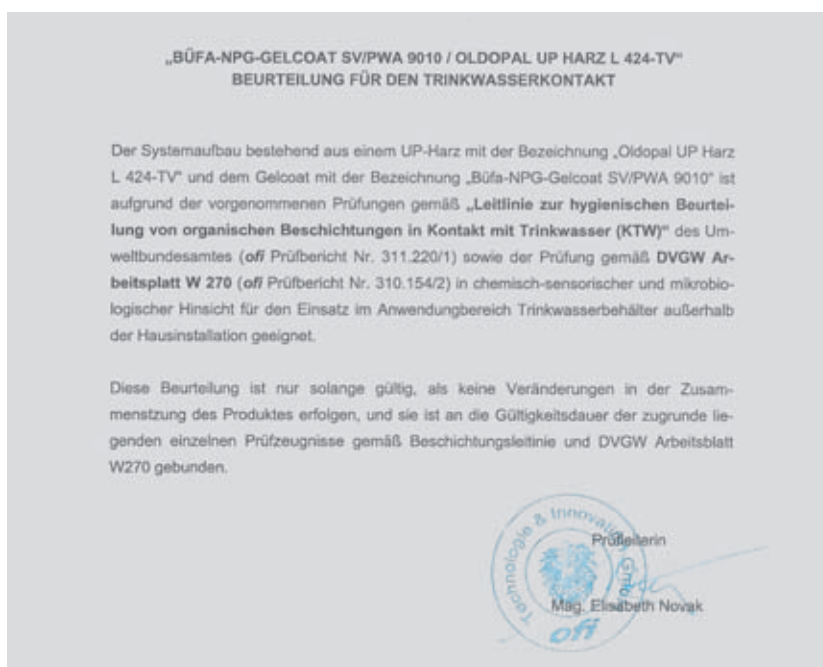 „BÜFA-NPG-GELCOAT SV/PWA 9010 / OLDOPAL UP HARZ L 424-TV“
BEURTEILUNG FÜR DEN TRINKWASSERKONTAKT
Der Systemaufbau bestehend aus einem UP-Harz mit der Bezeichnung „Oldopal UP Harz
L 424-TV“ und dem Gelcoat mit der Bezeichnung „Büfa-NPG-Gelcoat SV/PWA 9010“ ist
aufgrund der vorgenommenen Prüfungen gemäß „Leitlinie zur hygienischen Beurtei-
lung von organischen Beschichtungen in Kontakt mit Trinkwasser (KTW)“ des Um-
weltbundesamtes (ofi Prüfbericht Nr. 311.220/1) sowie der Prüfung gemäß DVGW Ar-
beitsplatt W 270 (ofi Prüfbericht Nr. 310.154/2) in chemisch-sensorischer und mikrobio-
logischer Hinsicht für den Einsatz im Anwendungbereich Trinkwasserbehälter außerhalb
der Hausinstallation geeignet.
Diese Beurteilung ist nur solange gültig, als keine Veränderungen in der Zusam-
menstzung des Produktes erfolgen, und sie ist an die Gültigkeitsdauer der zugrunde lie-
genden einzelnen Prüfzeugnisse gemäß Beschichtungsleitinie und DVGW Arbeitsblatt
W270 gebunden.
Technologie & Innovation GmbH
Prüfleiterin
Mag. Elisabeth Novak
ofi